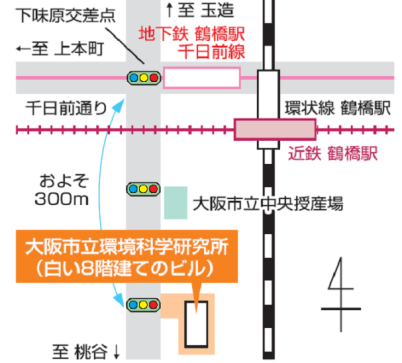 下味原交差点
↑至 玉造
地下鉄 鶴橋駅
千日前線
←至 上本町
千日前通り
環状線 鶴橋駅
近鉄 鶴橋駅
およそ
300m
大阪市立中央授産場
大阪市立環境科学研究所
(白い8階建てのビル)
至 桃谷↓